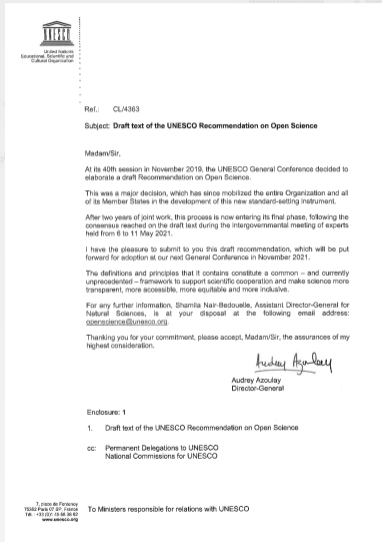 UNESCO
United Nations
Educational, Scientific and
Cultural Organization
Ref.: CL/4363
Subject: Draft text of the UNESCO Recommendation on Open Science
Madam/Sir,
At its 40th session in November 2019, the UNESCO General Conference decided to
elaborate a draft Recommendation on Open Science.
This was a major decision, which has since mobilized the entire Organization and all
of its Member States in the development of this new standard-setting instrument.
After two years of joint work, this process is now entering its final phase, following the
consensus reached on the draft text during the intergovernmental meeting of experts
held from 6 to 11 May 2021.
I have the pleasure to submit to you this draft recommendation, which will be put
forward for adoption at our next General Conference in November 2021.
The definitions and principles that it contains constitute a common – and currently
unprecedented – framework to support scientific cooperation and make science more
transparent, more accessible, more equitable and more inclusive.
For any further information, Shamila Nair-Bedouelle, Assistant Director-General for
Natural Sciences, is at your disposal at the following email address:
openscience@unesco.org.
Thanking you for your commitment, please accept, Madam/Sir, the assurances of my
highest consideration.
Audrey Azoulay
Audrey Azoulay
Director-General
Enclosure: 1
1. Draft text of the UNESCO Recommendation on Open Science
cc: Permanent Delegations to UNESCO
National Commissions for UNESCO
7, place de Fontenoy
75352 Paris 07 SP, France
Tél. : +33 (0)1 45 68
www.unesco.org
To Ministers responsible for relations with UNESCO